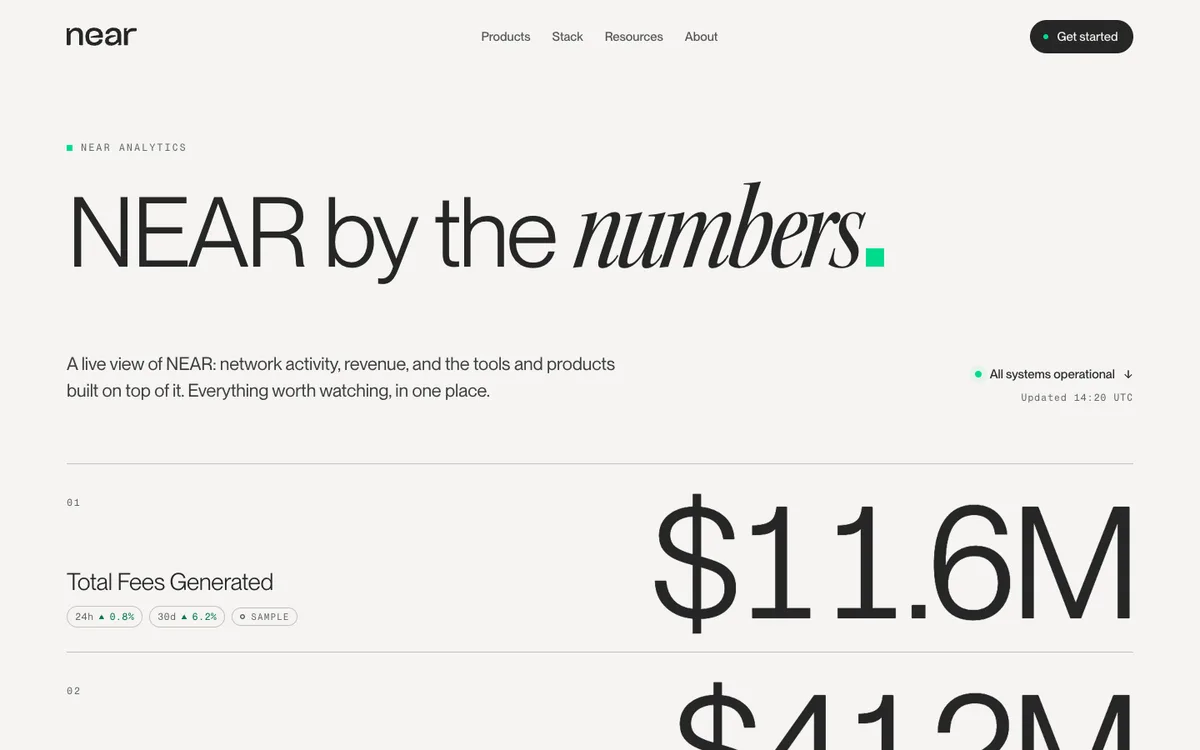 near
Products Stack Resources About
Get started
NEAR ANALYTICS
NEAR by the numbers.
A live view of NEAR: network activity, revenue, and the tools and products
built on top of it. Everything worth watching, in one place.
All systems operational ↓
Updated 14:20 UTC
01
$11.6M
Total Fees Generated
24h ▲ 0.8% 30d ▲ 6.2% SAMPLE
02